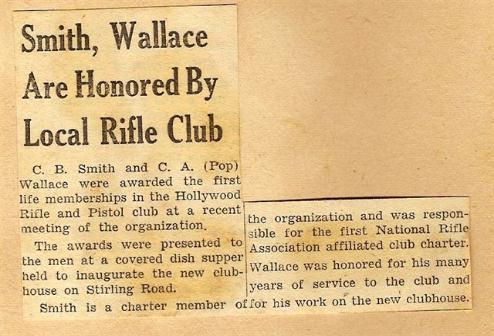 Smith, Wallace
Are Honored By
Local Rifle Club
C. B. Smith and C. A. (Pop)
Wallace were awarded the first
life memberships in the Hollywood
Rifle and Pistol club at a recent
meeting of the organization.
The awards were presented to
the men at a covered dish supper
held to inaugurate the new club-
house on Stirling Road.
Smith is a charter member of
the organization and was respon-
sible for the first National Rifle
Association affiliated club charter.
Wallace was honored for his many
years of service to the club and
for his work on the new clubhouse.